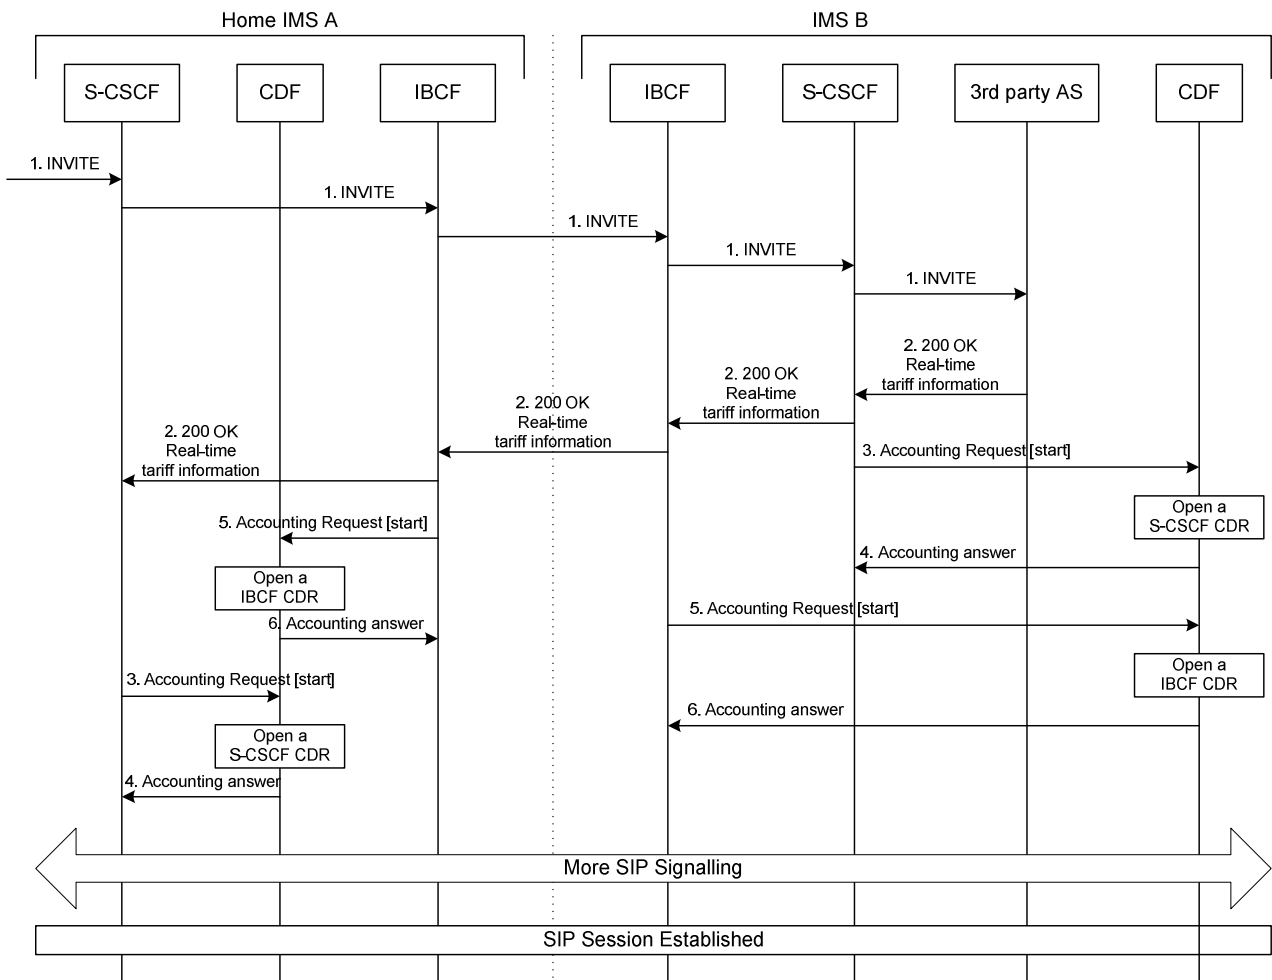 Home IMS A
IMS B
S-CSCF
CDF
IBCF
IBCF
S-CSCF
3rd party AS
CDF
1. INVITE
1. INVITE
1. INVITE
1. INVITE
1. INVITE
2. 200 OK
Real-time
tariff information
2. 200 OK
Real-time
tariff information
2. 200 OK
Real-time
tariff information
2. 200 OK
Real-time
tariff information
3. Accounting Request [start]
Open a
S-CSCF CDR
5. Accounting Request [start]
4. Accounting answer
Open a
IBCF CDR
5. Accounting Request [start]
6. Accounting answer
Open a
IBCF CDR
3. Accounting Request [start]
6. Accounting answer
Open a
S-CSCF CDR
4. Accounting answer
More SIP Signalling
SIP Session Established